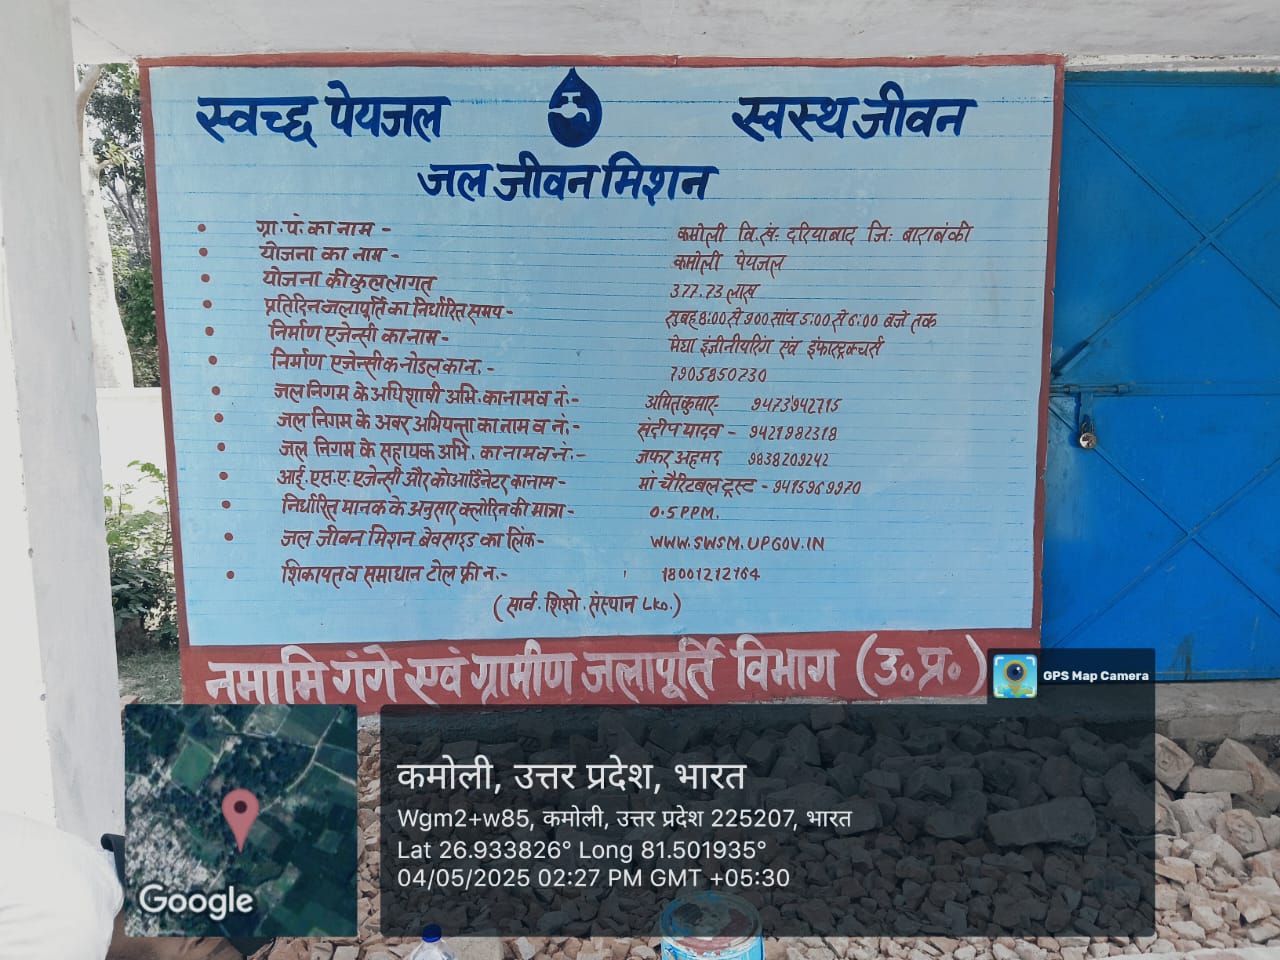 स्वच्छ पेयजल स्वस्थ जीवन
जल जीवन मिशन
ग्रा.पं. का नाम - कमोली वि.खं: दरियाबाद जि: बाराबंकी
योजना का नाम - कमोली पेयजल
योजना की कुल लागत 377.73 लाख
प्रतिदिन जलापूर्ति का निर्धारित समय - सुबह 8:00 से 9:00 सांय 5:00 से 6:00 बजे तक
निर्माण एजेन्सी का नाम - मेघा इंजीनीयरिंग एवं इंफास्ट्रक्चर्स
निर्माण एजेन्सी क नोडल का न. - 7905850730
जल निगम के अधिशाषी अभि. का नाम व नं:- अमित कुमार- 9473942715
जल निगम के अवर अभियन्ता का नाम व नं:- संदीप यादव - 9421982318
जल निगम के सहायक अभि. का नाम व नं:- जफर अहमद 9838209242
आई.एस.ए. एजेन्सी और कोआर्डिनेटर का नाम- मां चैरिटबल ट्रस्ट - 9415969970
निर्धारित मानक के अनुसार क्लोरिन की मात्रा - 0.5 PPM.
जल जीवन मिशन बेवसाइड का लिंक- WWW.SWSM.UPGOV.IN
शिकायत व समाधान टोल फ्री न.- 18001212164
(सार्व. शिक्षो. संस्थान LKO.)
नमामि गंगे एवं ग्रामीण जलापूर्ति विभाग (उ०प्र०)
GPS Map Camera
कमोली, उत्तर प्रदेश, भारत
Wgm2+w85, कमोली, उत्तर प्रदेश 225207, भारत
Lat 26.933826° Long 81.501935°
04/05/2025 02:27 PM GMT +05:30
Google